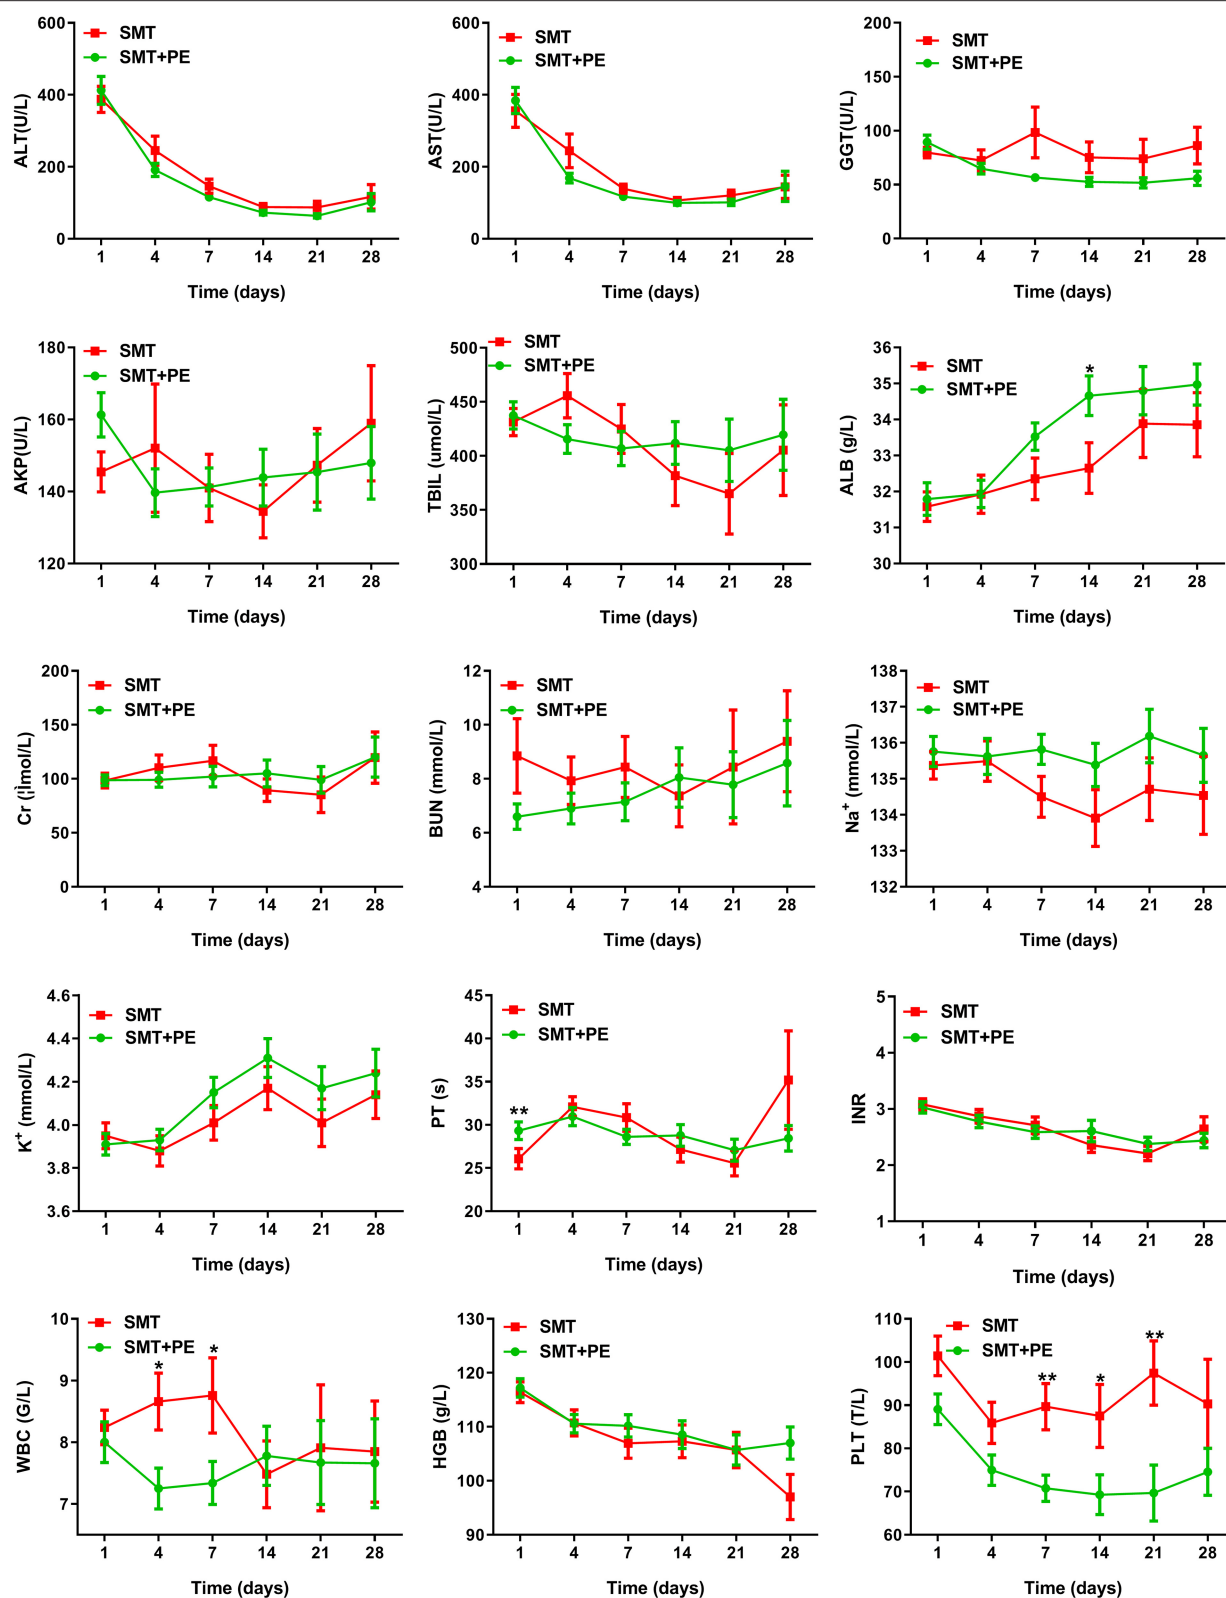 600
400
200
0
ALT(U/L)
SMT
SMT+PE
1 4 7 14 21 28
Time (days)
600
400
200
0
AST(U/L)
SMT
SMT+PE
1 4 7 14 21 28
Time (days)
200
150
100
50
0
GGT(U/L)
SMT
SMT+PE
1 4 7 14 21 28
Time (days)
180
160
140
120
AKP(U/L)
SMT
SMT+PE
1 4 7 14 21 28
Time (days)
500
450
400
350
300
TBIL (umol/L)
SMT
SMT+PE
1 4 7 14 21 28
Time (days)
36
35
34
33
32
31
30
ALB (g/L)
SMT
SMT+PE
*
1 4 7 14 21 28
Time (days)
200
150
100
50
0
Cr (µmol/L)
SMT
SMT+PE
1 4 7 14 21 28
Time (days)
12
10
8
6
4
BUN (mmol/L)
SMT
SMT+PE
1 4 7 14 21 28
Time (days)
138
137
136
135
134
133
132
Na⁺ (mmol/L)
SMT
SMT+PE
1 4 7 14 21 28
Time (days)
4.6
4.4
4.2
4.0
3.8
3.6
K⁺ (mmol/L)
SMT
SMT+PE
1 4 7 14 21 28
Time (days)
45
40
35
30
25
20
PT (s)
SMT
SMT+PE
**
1 4 7 14 21 28
Time (days)
5
4
3
2
1
INR
SMT
SMT+PE
1 4 7 14 21 28
Time (days)
10
9
8
7
WBC (G/L)
SMT
SMT+PE
* *
1 4 7 14 21 28
Time (days)
130
120
110
100
90
HGB (g/L)
SMT
SMT+PE
1 4 7 14 21 28
Time (days)
110
100
90
80
70
60
PLT (T/L)
SMT
SMT+PE
** * **
1 4 7 14 21 28
Time (days)